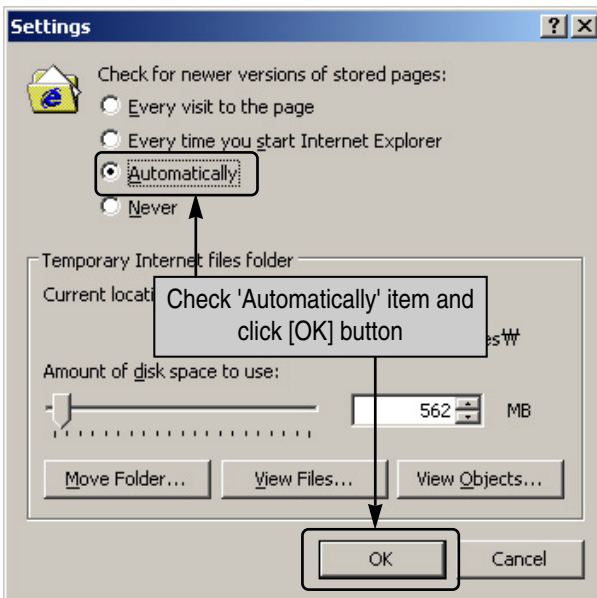 Settings
Check for newer versions of stored pages:
Every visit to the page
Every time you start Internet Explorer
Automatically
Never
Temporary Internet files folder
Current locati
Check 'Automatically' item and
click [OK] button
es₩
Amount of disk space to use:
562 MB
Move Folder... View Files... View Objects...
OK Cancel